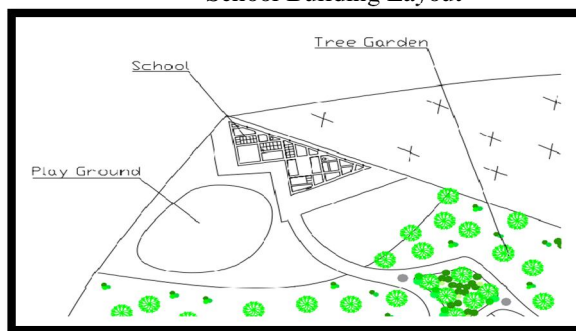 School Building Layout
Tree Garden
School
Play Ground